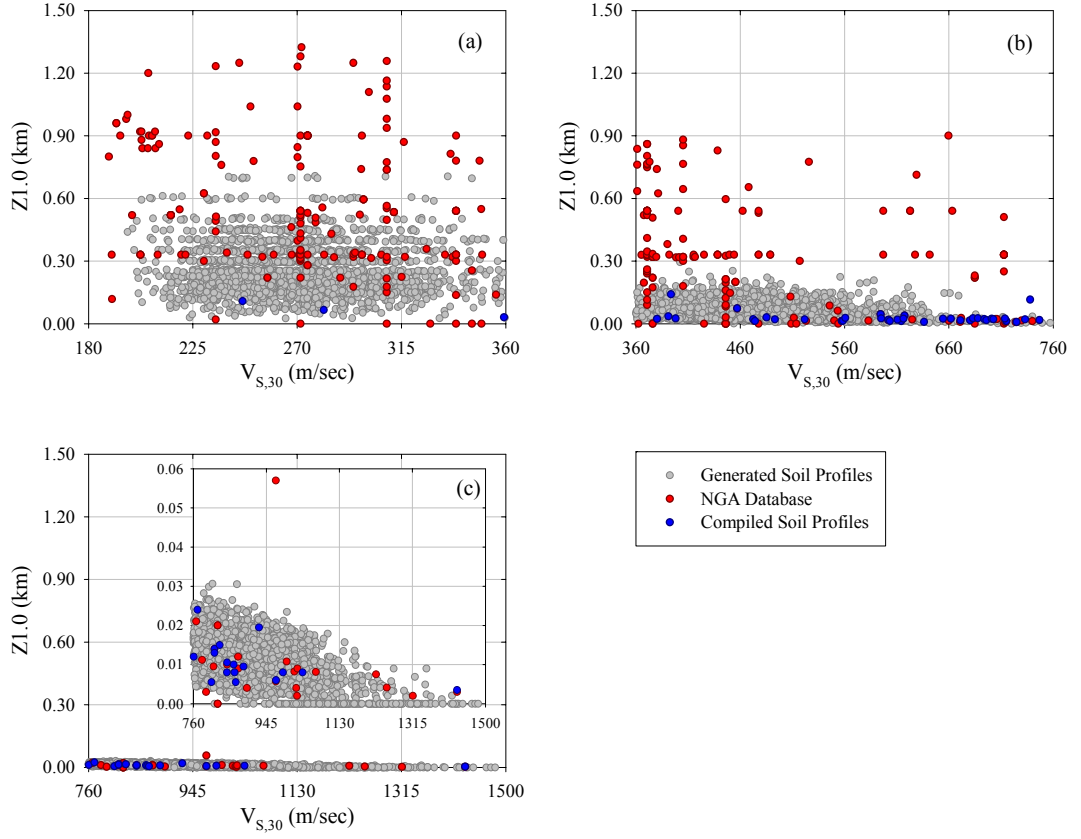 1.50
1.20
0.90
0.60
0.30
0.00
Z1.0 (km)
(a)
180 225 270 315 360
V_{S,30} (m/sec)
1.50
1.20
0.90
0.60
0.30
0.00
Z1.0 (km)
(b)
360 460 560 660 760
V_{S,30} (m/sec)
1.50
1.20
0.90
0.60
0.30
0.00
Z1.0 (km)
0.06
0.05
0.04
0.03
0.02
0.01
0.00
(c)
760 945 1130 1315 1500
760 945 1130 1315 1500
V_{S,30} (m/sec)
Generated Soil Profiles
NGA Database
Compiled Soil Profiles